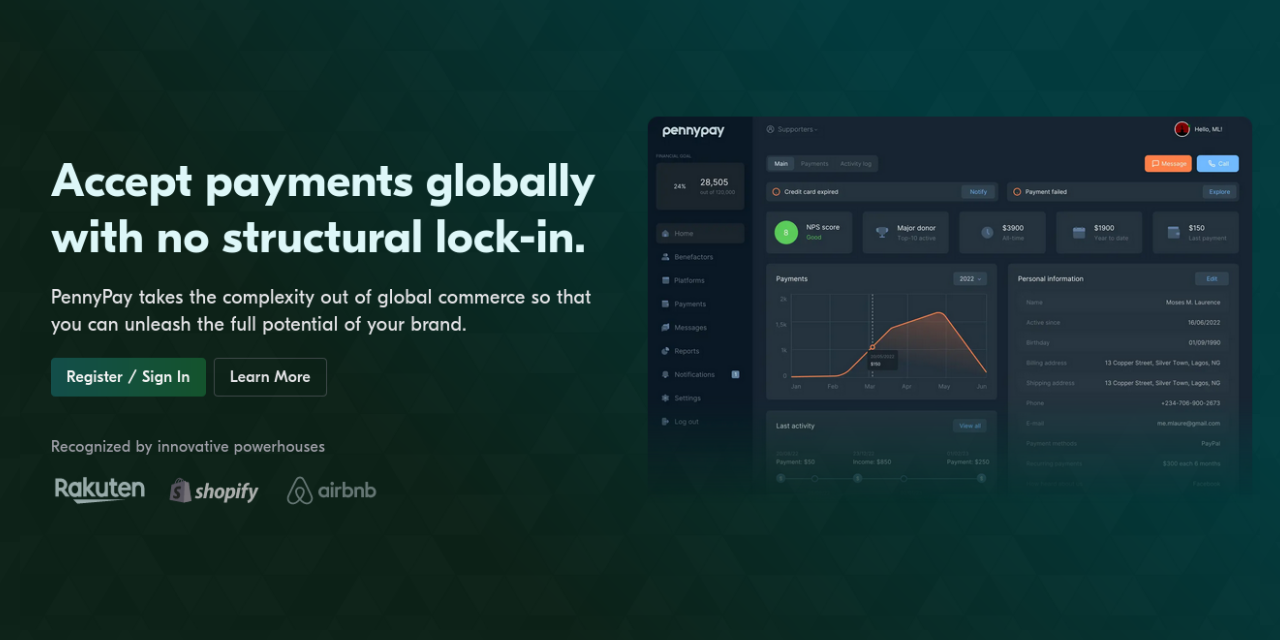 Accept payments globally
with no structural lock-in.
PennyPay takes the complexity out of global commerce so that
you can unleash the full potential of your brand.
Register / Sign In
Learn More
Recognized by innovative powerhouses
Rakuten
shopify
airbnb
pennypay
Supporters
Hello, ML!
FINANCIAL GOAL
24%
28,505
out of 120,000
Home
Benefactors
Platforms
Payments
Messages
Reports
Notifications
Settings
Log out
Main
Payments
Activity log
Message
Call
Credit card expired
Notify
Payment failed
Explore
8
NPS score
Good
Major donor
Top-10 active
$3900
All-time
$1900
Year to date
$150
Last payment
Payments
2022
2k
1,5k
1k
0
Jan
Feb
Mar
Apr
May
Jun
Personal information
Edit
Name
Moses M. Laurence
Active since
16/06/2022
Birthday
01/09/1990
Billing address
13 Copper Street, Silver Town, Lagos, NG
Shipping address
13 Copper Street, Silver Town, Lagos, NG
Phone
+234-706-900-2673
E-mail
me.mlaure@gmail.com
Payment methods
PayPal
Recurring payments
$300 each 6 months
Last activity
View all
Payment: $50
Income: $650
Payment: $250